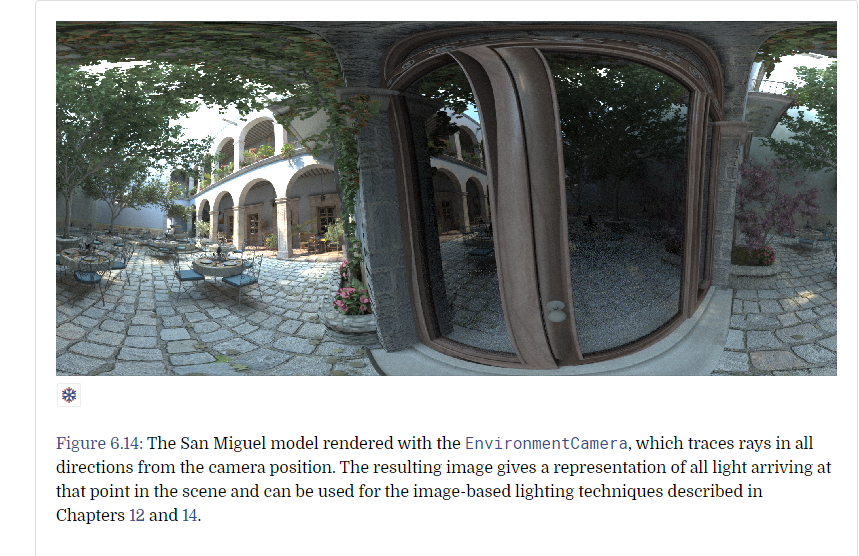 Figure 6.14: The San Miguel model rendered with the EnvironmentCamera, which traces rays in all
directions from the camera position. The resulting image gives a representation of all light arriving at
that point in the scene and can be used for the image-based lighting techniques described in
Chapters 12 and 14.